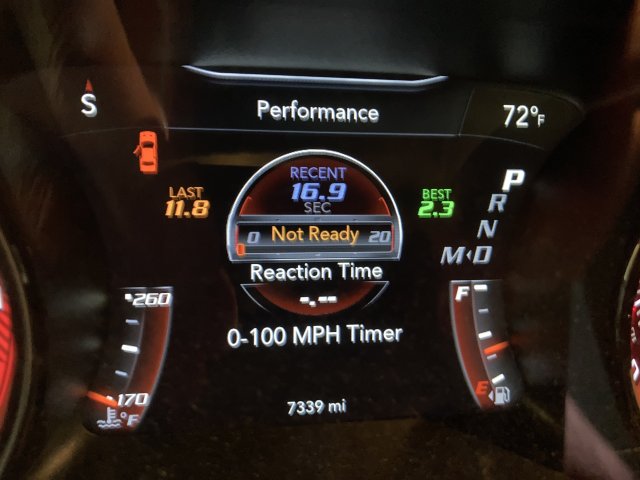 S
Performance
72°F
LAST
11.8
RECENT
16.9
SEC
BEST
2.3
0 Not Ready 20
Reaction Time
-.--
0-100 MPH Timer
P
R
N
M◂D
260
170
°F
F
E
7339 mi